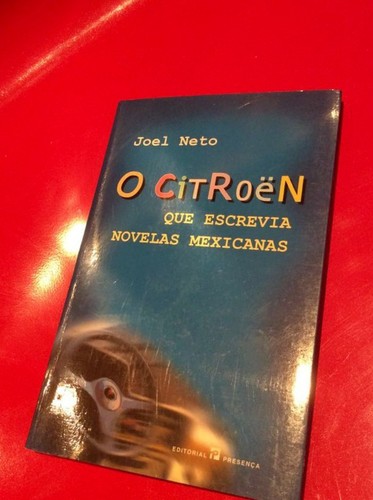 Joel Neto
O CiTRoëN
QUE ESCREVIA
NOVELAS MEXICANAS
EDITORIAL PRESENÇA